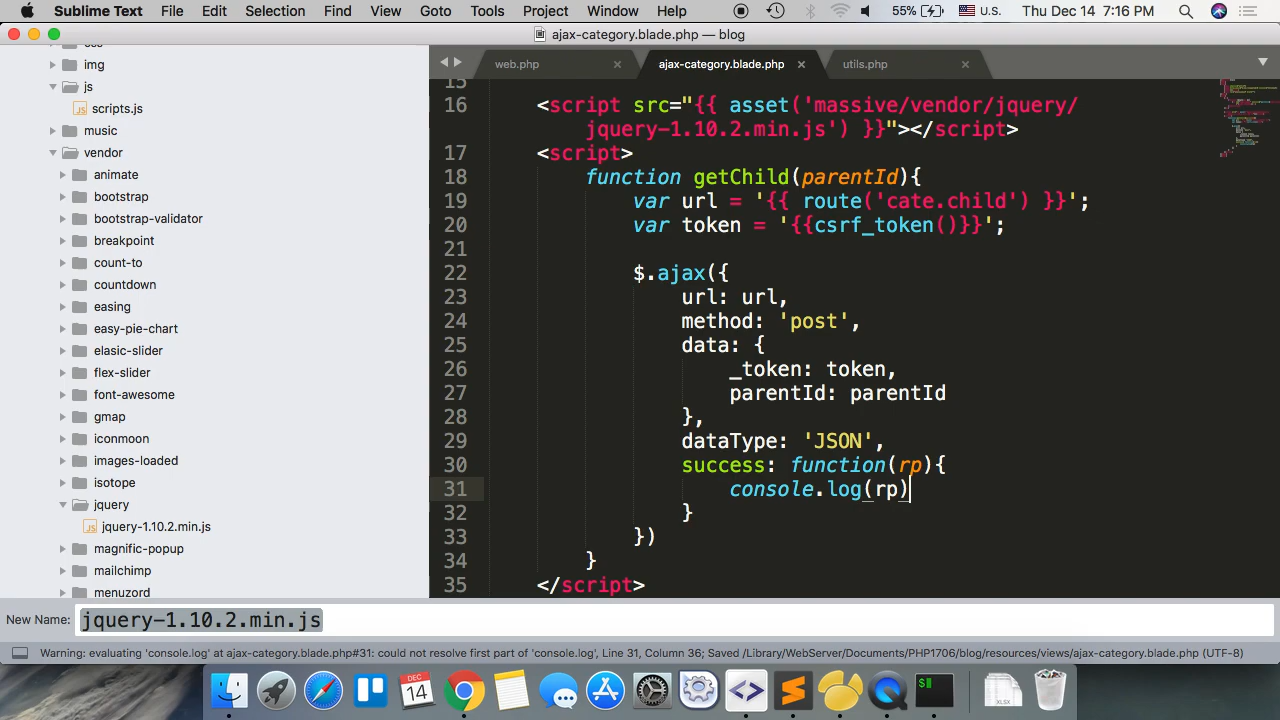 Sublime Text File Edit Selection Find View Goto Tools Project Window Help 55% U.S. Thu Dec 14 7:16 PM
ajax-category.blade.php — blog
css
img
js
scripts.js
music
vendor
animate
bootstrap
bootstrap-validator
breakpoint
count-to
countdown
easing
easy-pie-chart
elasic-slider
flex-slider
font-awesome
gmap
iconmoon
images-loaded
isotope
jquery
jquery-1.10.2.min.js
magnific-popup
mailchimp
menuzord
web.php ajax-category.blade.php utils.php
15
16 <script src="{{ asset('massive/vendor/jquery/
jquery-1.10.2.min.js') }}"></script>
17 <script>
18 function getChild(parentId){
19 var url = '{{ route('cate.child') }}';
20 var token = '{{csrf_token()}}';
21
22 $.ajax({
23 url: url,
24 method: 'post',
25 data: {
26 _token: token,
27 parentId: parentId
28 },
29 dataType: 'JSON',
30 success: function(rp){
31 console.log(rp)
32 }
33 })
34 }
35 </script>
New Name: jquery-1.10.2.min.js
Warning: evaluating 'console.log' at ajax-category.blade.php#31: could not resolve first part of 'console.log', Line 31, Column 36; Saved /Library/WebServer/Documents/PHP1706/blog/resources/views/ajax-category.blade.php (UTF-8)
DEC
14
$
XLSX